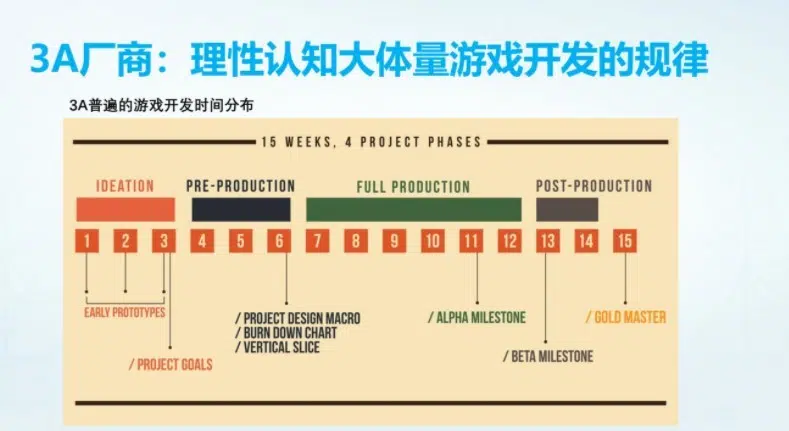 3A厂商：理性认知大体量游戏开发的规律
3A普遍的游戏开发时间分布
15 WEEKS, 4 PROJECT PHASES
IDEATION PRE-PRODUCTION FULL PRODUCTION POST-PRODUCTION
1 2 3 4 5 6 7 8 9 10 11 12 13 14 15
EARLY PROTOTYPES
/ PROJECT GOALS
/ PROJECT DESIGN MACRO
/ BURN DOWN CHART
/ VERTICAL SLICE
/ ALPHA MILESTONE
/ BETA MILESTONE
/ GOLD MASTER